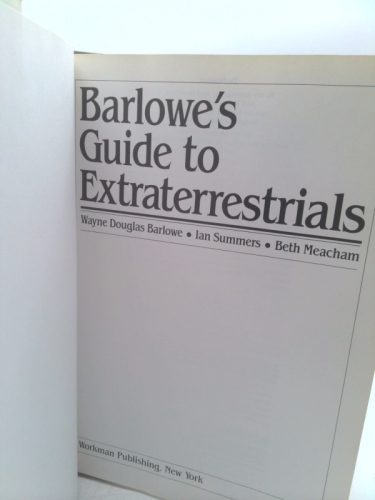 Barlowe's
Guide to
Extraterrestrials
Wayne Douglas Barlowe • Ian Summers • Beth Meacham
Workman Publishing, New York